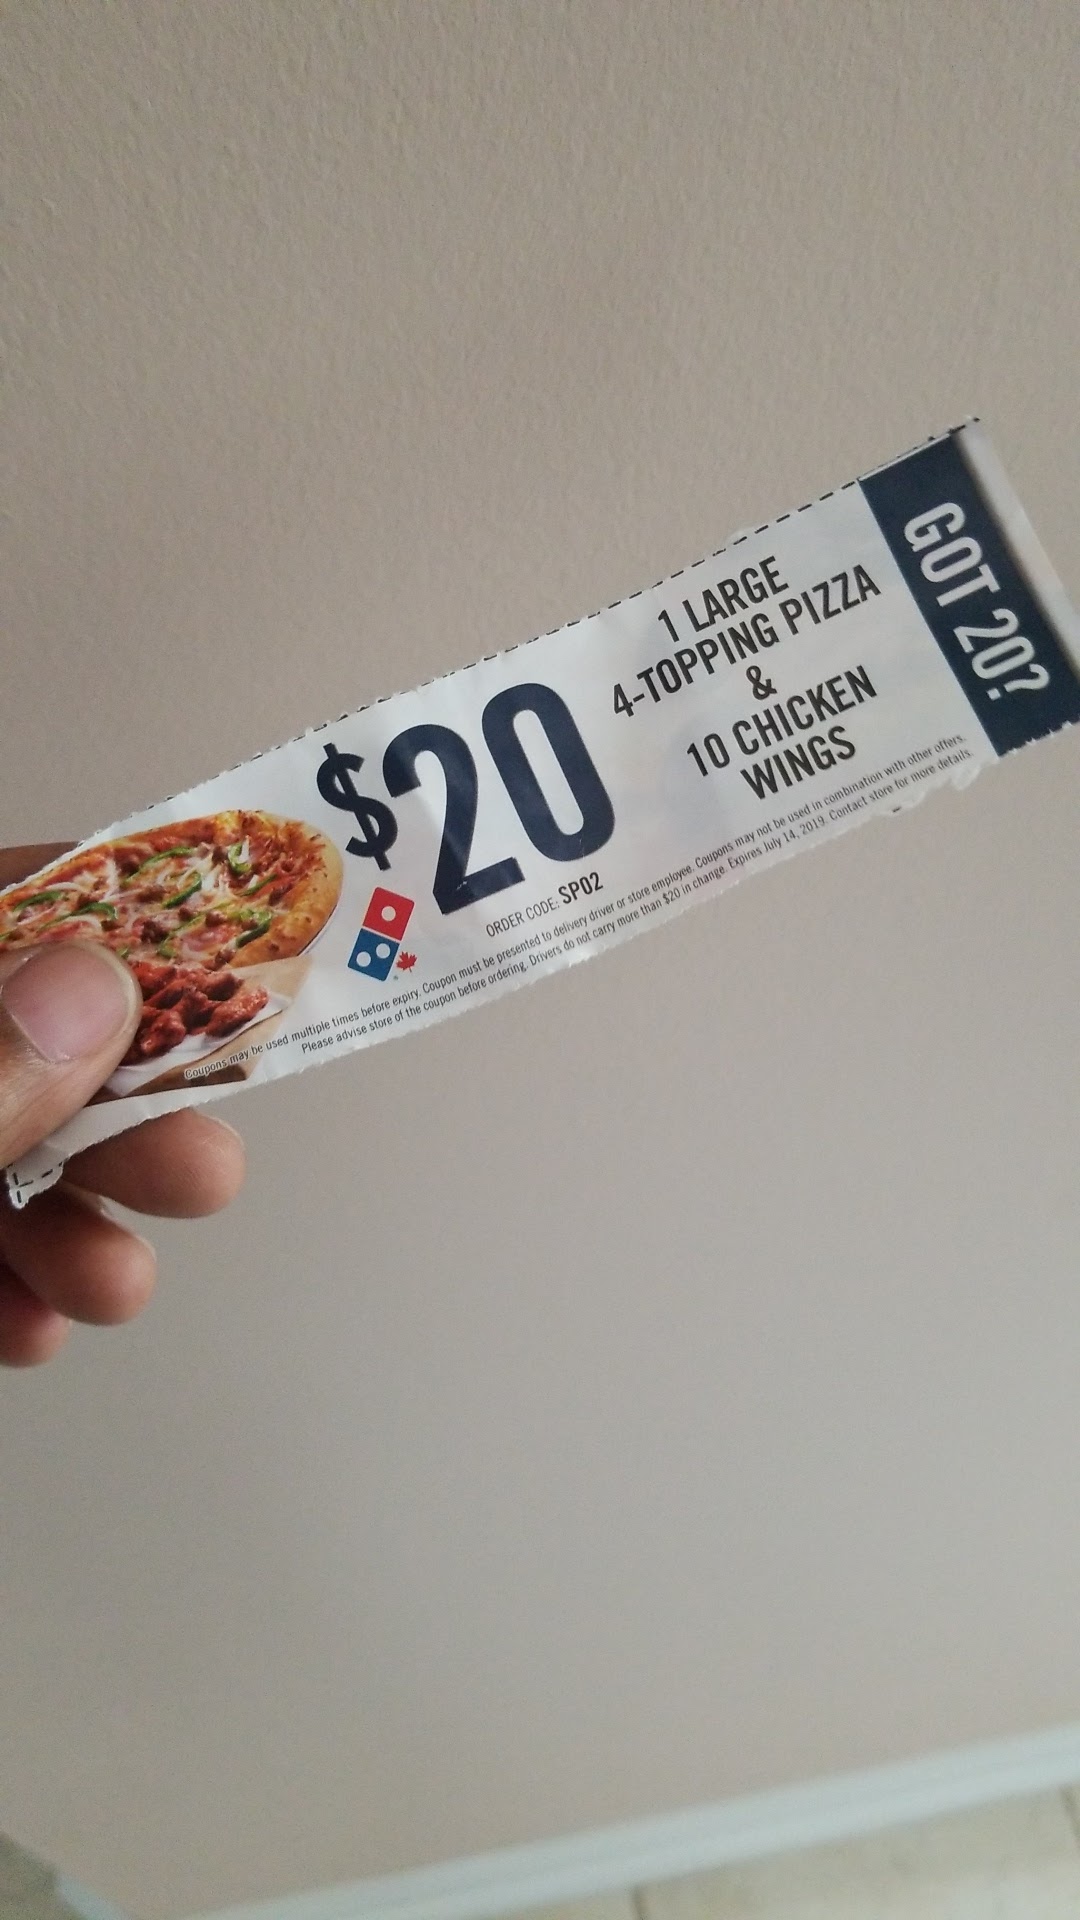 GOT 20?
1 LARGE
4-TOPPING PIZZA
&
10 CHICKEN
WINGS
$20
ORDER CODE: SP02
Coupons may be used multiple times before expiry. Coupon must be presented to delivery driver or store employee. Coupons may not be used in combination with other offers.
Please advise store of the coupon before ordering. Drivers do not carry more than $20 in change. Expires July 14, 2019. Contact store for more details.